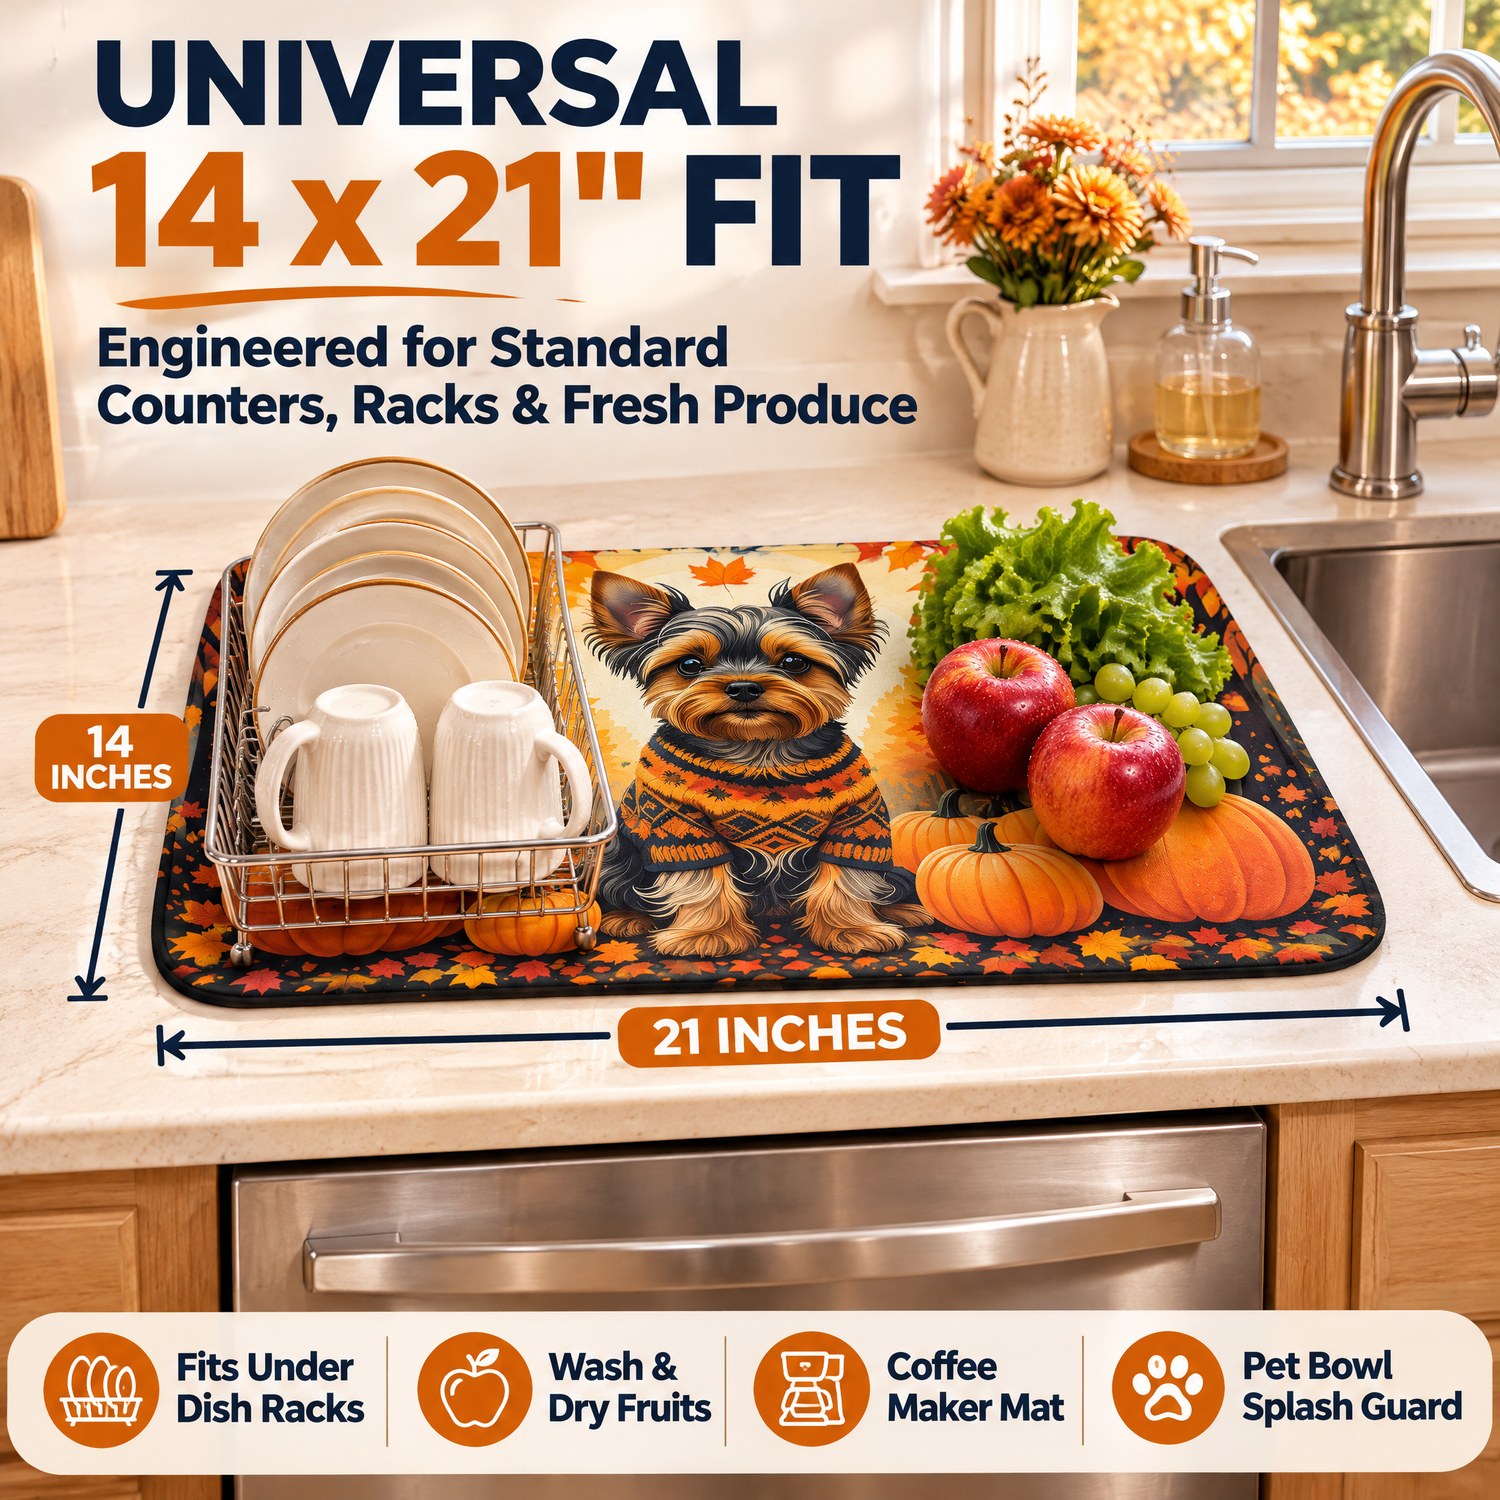 UNIVERSAL
14 x 21" FIT
Engineered for Standard
Counters, Racks & Fresh Produce
14
INCHES
21 INCHES
Fits Under
Dish Racks
Wash &
Dry Fruits
Coffee
Maker Mat
Pet Bowl
Splash Guard